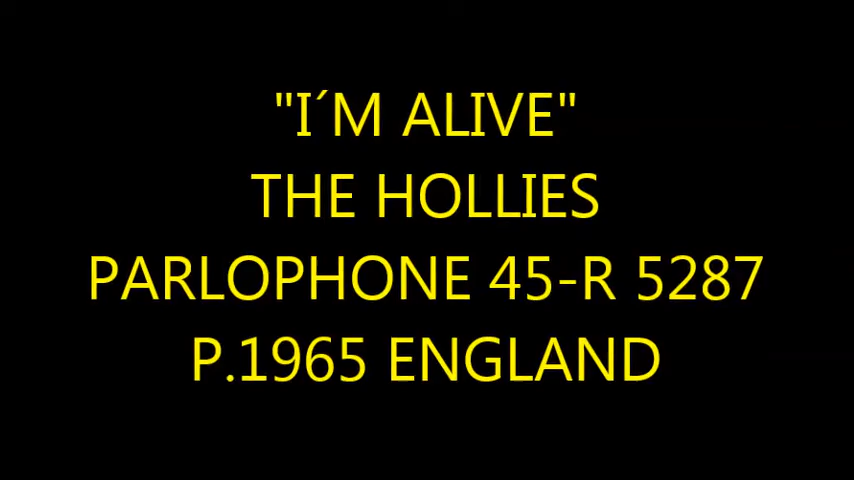 "I´M ALIVE"
THE HOLLIES
PARLOPHONE 45-R 5287
P.1965 ENGLAND